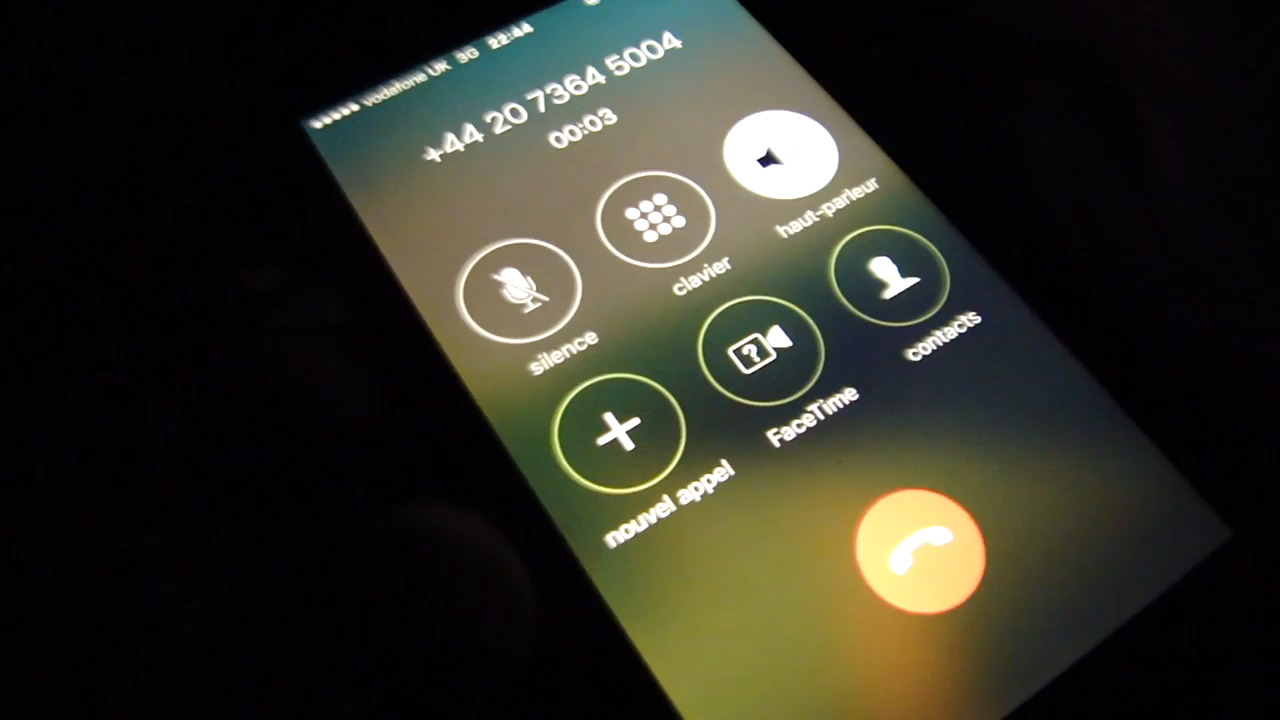 vodafone UK 3G 22:44
+44 20 7364 5004
00:03
silence clavier haut-parleur
nouvel appel FaceTime contacts